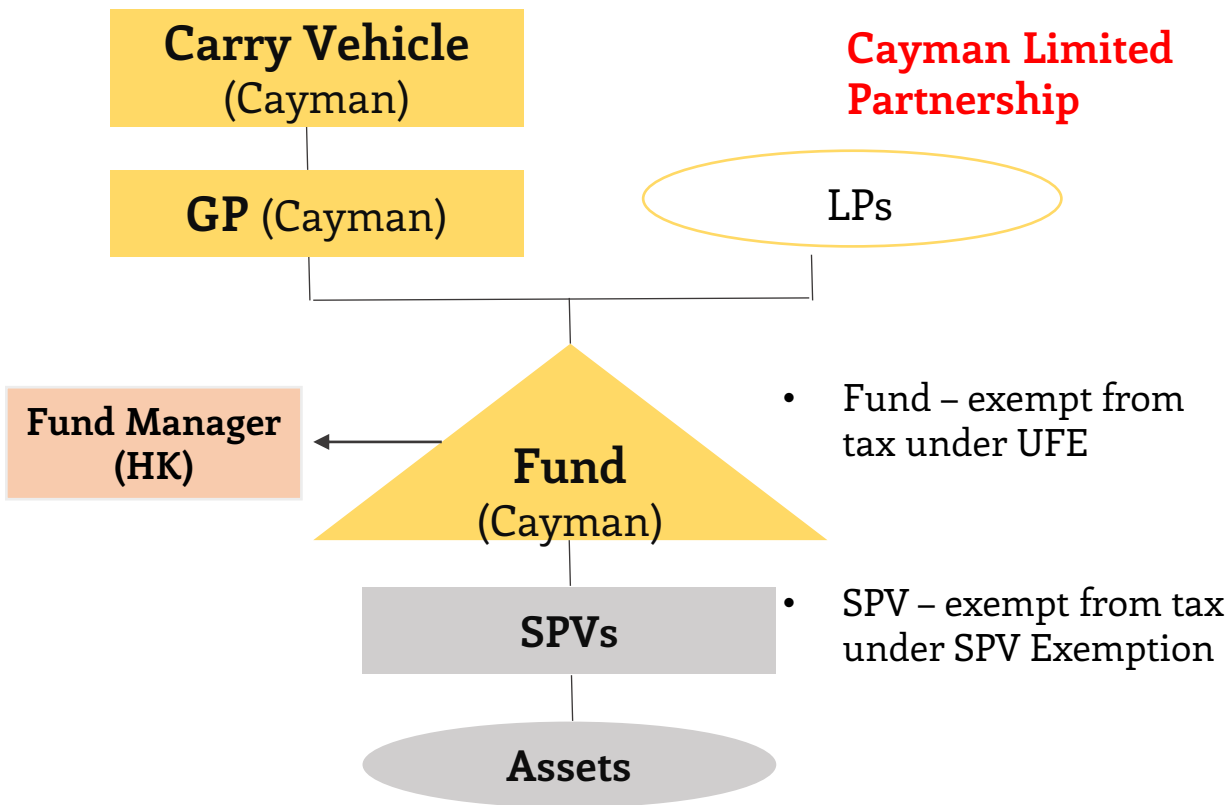 Carry Vehicle
(Cayman)
Cayman Limited
Partnership
GP (Cayman)
LPs
Fund Manager
(HK)
Fund
(Cayman)
• Fund – exempt from
tax under UFE
SPVs
• SPV – exempt from tax
under SPV Exemption
Assets